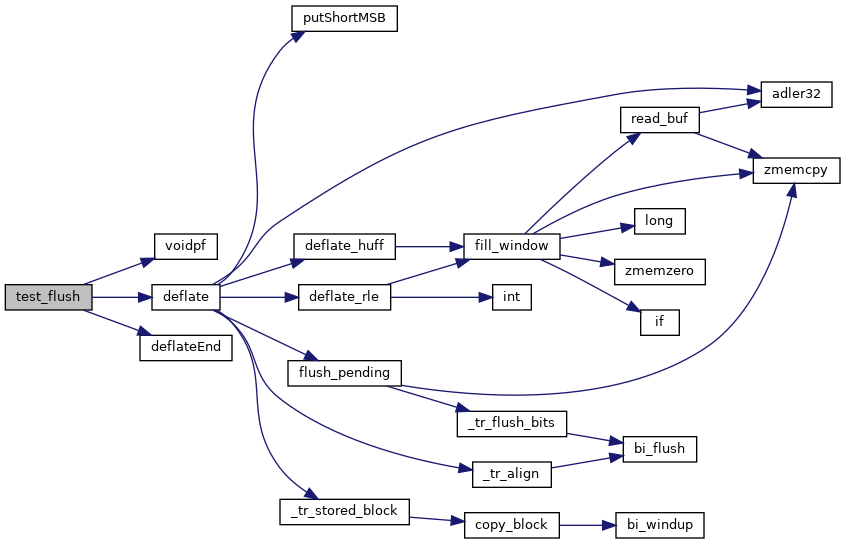 putShortMSB
adler32
read_buf
zmemcpy
long
voidpf
deflate_huff
fill_window
zmemzero
test_flush
deflate
deflate_rle
int
if
deflateEnd
flush_pending
_tr_flush_bits
bi_flush
_tr_align
_tr_stored_block
copy_block
bi_windup